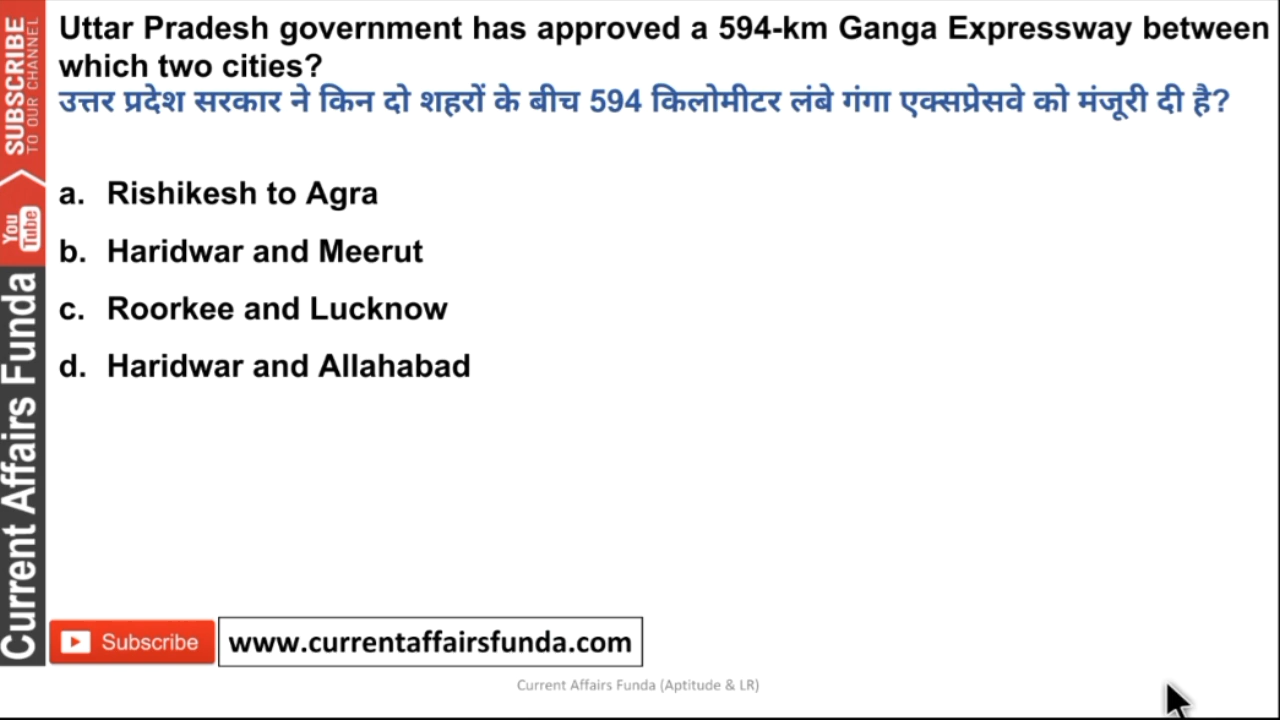 Uttar Pradesh government has approved a 594-km Ganga Expressway between
which two cities?
उत्तर प्रदेश सरकार ने किन दो शहरों के बीच 594 किलोमीटर लंबे गंगा एक्सप्रेसवे को मंजूरी दी है?
a. Rishikesh to Agra
b. Haridwar and Meerut
c. Roorkee and Lucknow
d. Haridwar and Allahabad
SUBSCRIBE
TO OUR CHANNEL
You
Tube
Current Affairs Funda
Subscribe
www.currentaffairsfunda.com
Current Affairs Funda (Aptitude & LR)